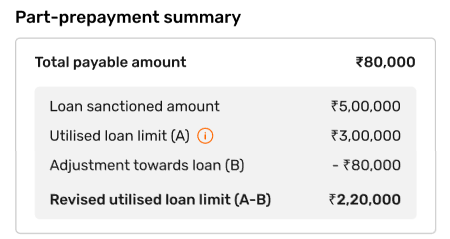 Part-prepayment summary
Total payable amount ₹80,000
Loan sanctioned amount ₹5,00,000
Utilised loan limit (A) ₹3,00,000
Adjustment towards loan (B) - ₹80,000
Revised utilised loan limit (A-B) ₹2,20,000